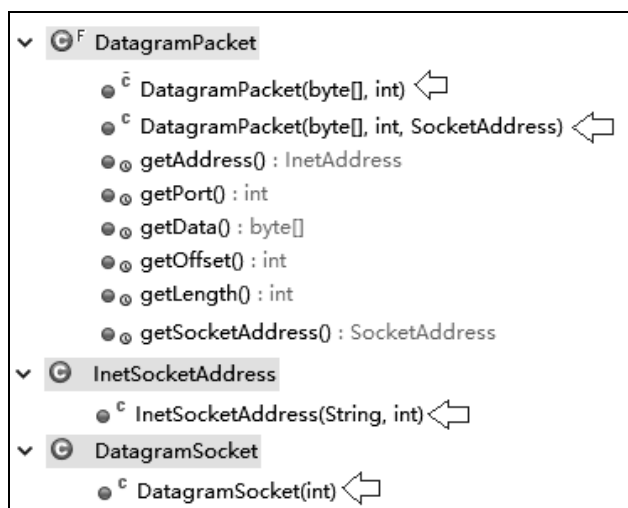 DatagramPacket
DatagramPacket(byte[], int)
DatagramPacket(byte[], int, SocketAddress)
getAddress() : InetAddress
getPort() : int
getData() : byte[]
getOffset() : int
getLength() : int
getSocketAddress() : SocketAddress
InetSocketAddress
InetSocketAddress(String, int)
DatagramSocket
DatagramSocket(int)